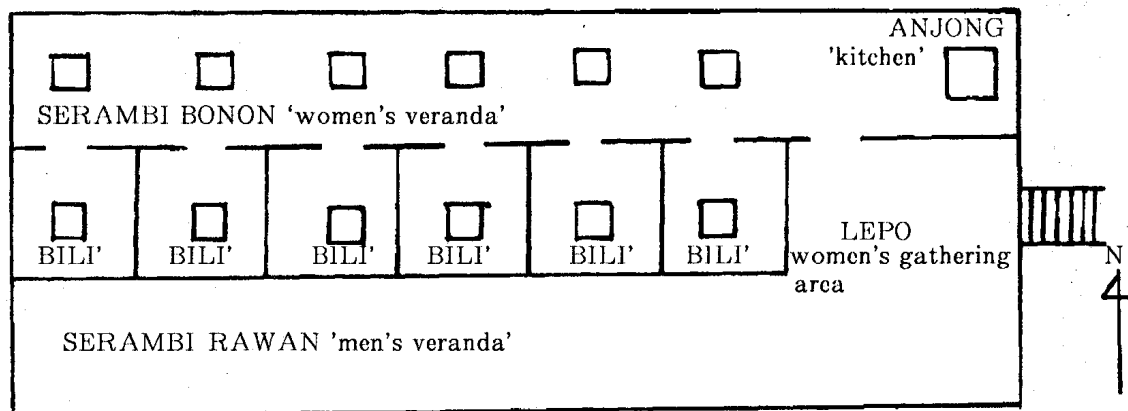 ANJONG
'kitchen'
SERAMBI BONON 'women's veranda'
BILI'
BILI'
BILI'
BILI'
BILI'
BILI'
LEPO
women's gathering
area
N
SERAMBI RAWAN 'men's veranda'